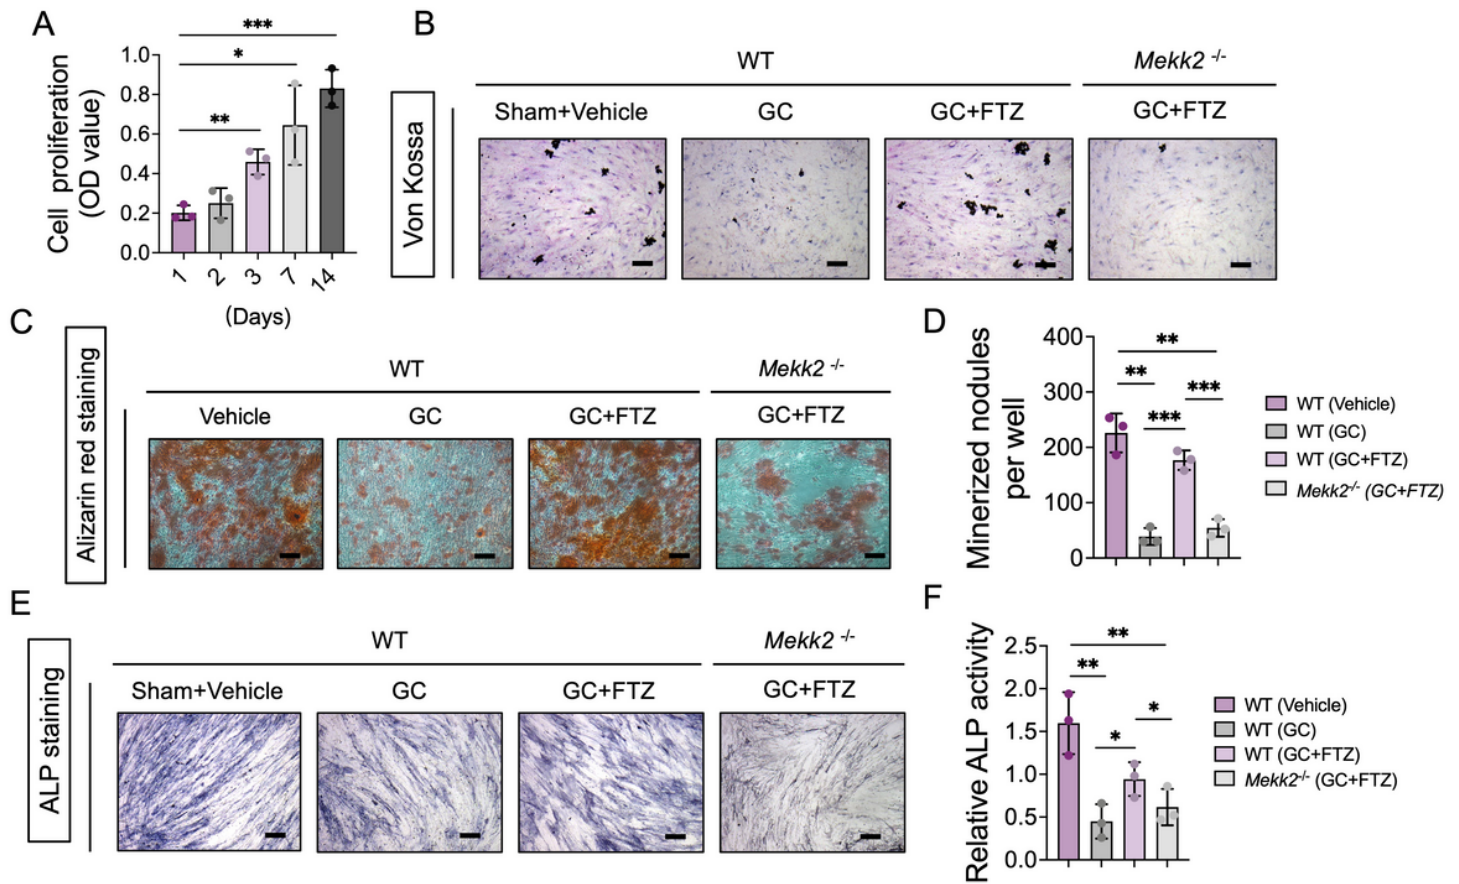 A
***
*
**
Cell proliferation
(OD value)
1.0
0.8
0.6
0.4
0.2
0.0
1 2 3 7 14
(Days)
B
WT
Mekk2 -/-
Sham+Vehicle GC GC+FTZ GC+FTZ
Von Kossa
C
WT
Mekk2 -/-
Vehicle GC GC+FTZ GC+FTZ
Alizarin red staining
D
Minerized nodules
per well
400
300
200
100
0
**
** ***
***
WT (Vehicle)
WT (GC)
WT (GC+FTZ)
Mekk2-/- (GC+FTZ)
E
WT
Mekk2 -/-
Sham+Vehicle GC GC+FTZ GC+FTZ
ALP staining
F
Relative ALP activity
2.5
2.0
1.5
1.0
0.5
0.0
**
**
* *
WT (Vehicle)
WT (GC)
WT (GC+FTZ)
Mekk2-/- (GC+FTZ)